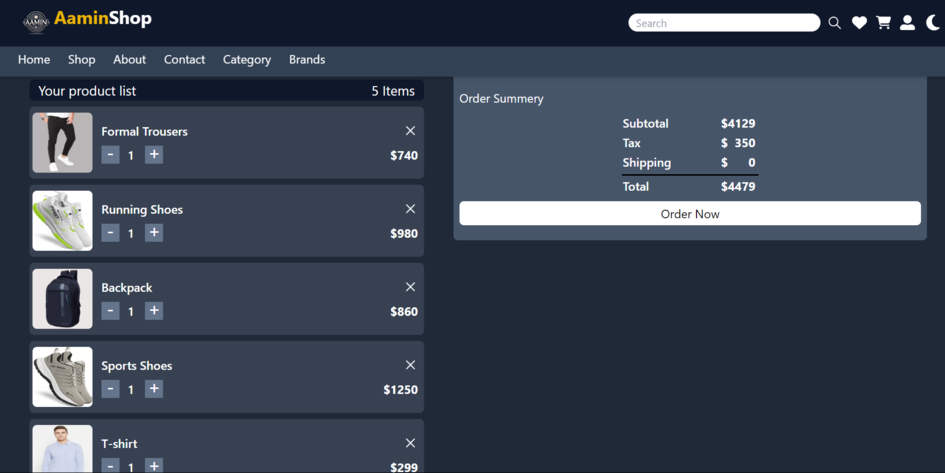 AAMIN
AaminShop
Search
Home Shop About Contact Category Brands
Your product list 5 Items
Formal Trousers
- 1 +
$740
Running Shoes
- 1 +
$980
Backpack
- 1 +
$860
Sports Shoes
- 1 +
$1250
T-shirt
- 1 +
$299
Order Summery
Subtotal $4129
Tax $ 350
Shipping $ 0
Total $4479
Order Now